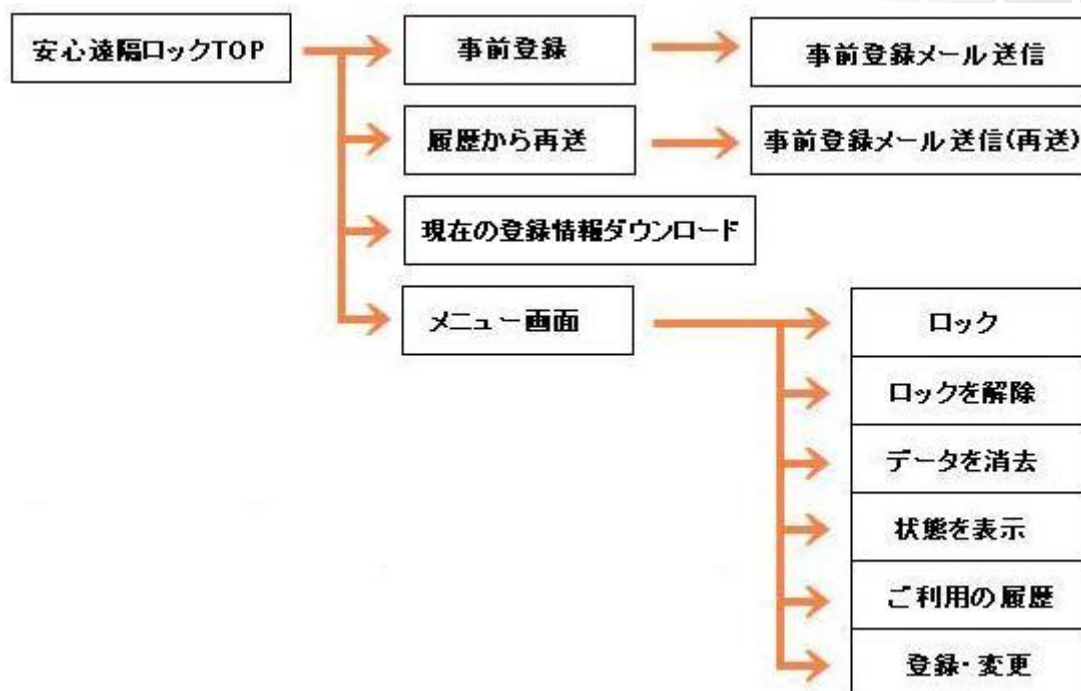 安心遠隔ロックTOP
事前登録
事前登録メール送信
履歴から再送
事前登録メール送信(再送)
現在の登録情報ダウンロード
メニュー画面
ロック
ロックを解除
データを消去
状態を表示
ご利用の履歴
登録・変更